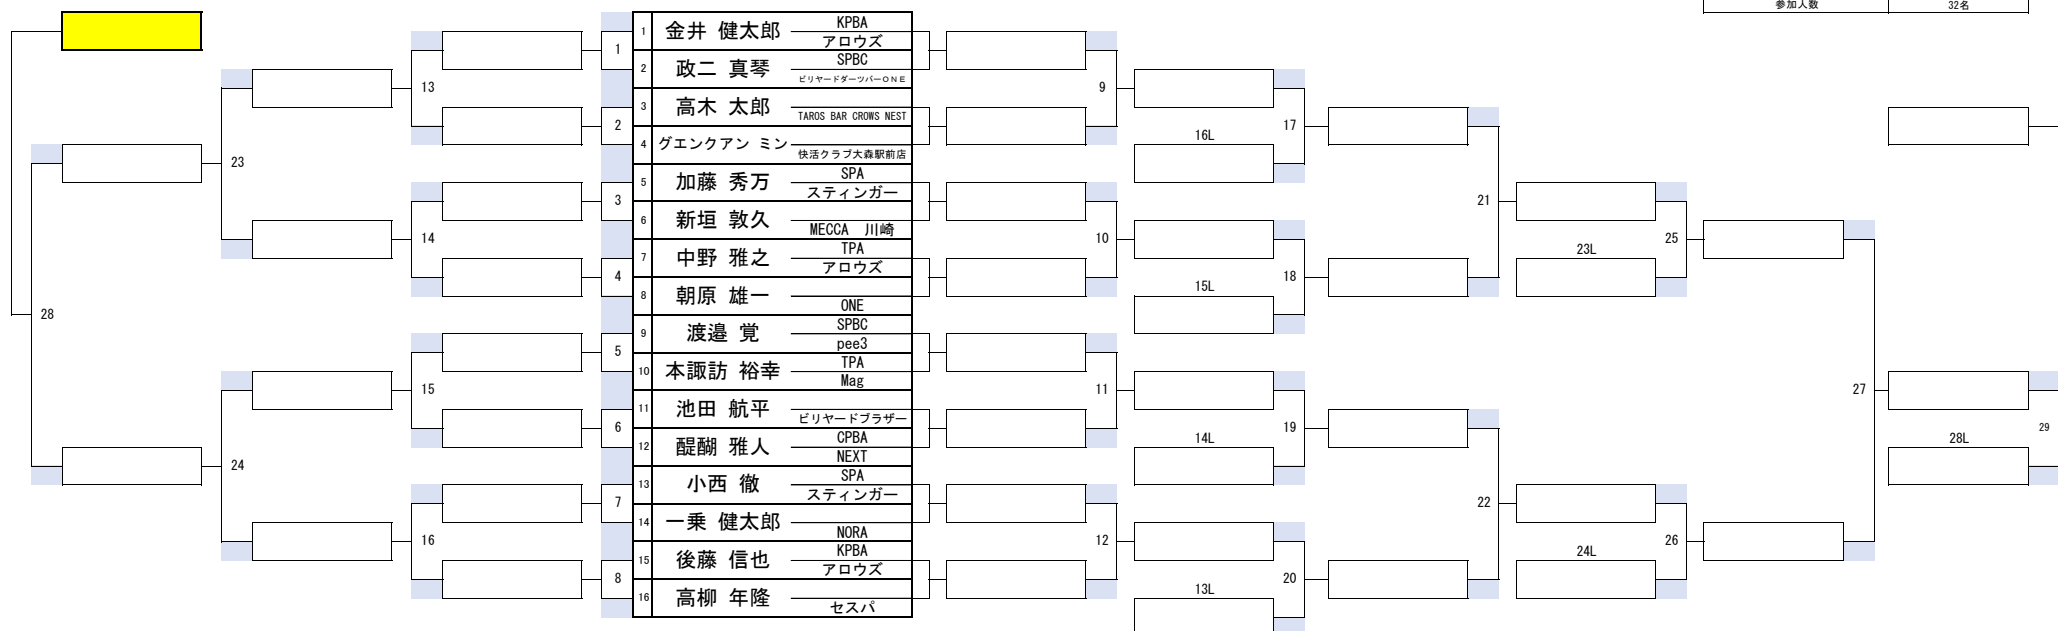 参加人数 32名
1 金井 健太郎 KPBA
アロウズ
2 政二 真琴 SPBC
ビリヤードダーツバーONE
3 高木 太郎
TAROS BAR CROWS NEST
4 グエンクアン ミン
快活クラブ大森駅前店
5 加藤 秀万 SPA
スティンガー
6 新垣 敦久
MECCA 川崎
7 中野 雅之 TPA
アロウズ
8 朝原 雄一
ONE
9 渡邉 覚 SPBC
pee3
10 本諏訪 裕幸 TPA
Mag
11 池田 航平
ビリヤードブラザー
12 醍醐 雅人 CPBA
NEXT
13 小西 徹 SPA
スティンガー
14 一乗 健太郎
NORA
15 後藤 信也 KPBA
アロウズ
16 高柳 年隆
セスパ
1
2
3
4
5
6
7
8
13
14
15
16
23
24
28
9
10
11
12
16L
15L
14L
13L
17
18
19
20
21
22
23L
24L
25
26
27
28L
29